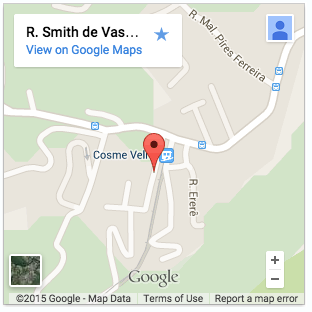 R. Smith de Vas...
View on Google Maps
R. Mal. Pires Ferreira
Cosme Velh
R. Ererê
Google
+
−
©2015 Google - Map Data
Terms of Use
Report a map error